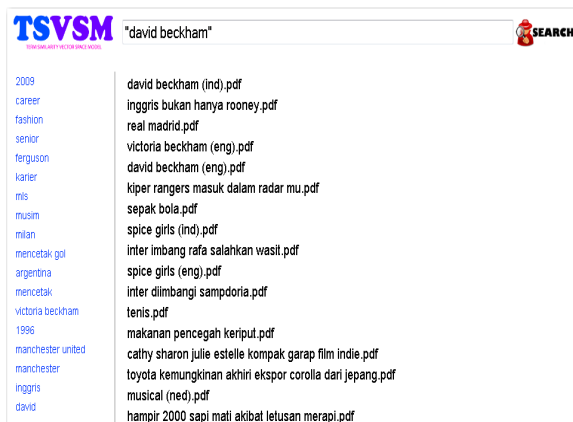 TSVSM
TERM SIMILARITY VECTOR SPACE MODEL
"david beckham"
SEARCH
2009
career
fashion
senior
ferguson
karier
mls
musim
milan
mencetak gol
argentina
mencetak
victoria beckham
1996
manchester united
manchester
inggris
david
david beckham (ind).pdf
inggris bukan hanya rooney.pdf
real madrid.pdf
victoria beckham (eng).pdf
david beckham (eng).pdf
kiper rangers masuk dalam radar mu.pdf
sepak bola.pdf
spice girls (ind).pdf
inter imbang rafa salahkan wasit.pdf
spice girls (eng).pdf
inter diimbangi sampdoria.pdf
tenis.pdf
makanan pencegah keriput.pdf
cathy sharon julie estelle kompak garap film indie.pdf
toyota kemungkinan akhiri ekspor corolla dari jepang.pdf
musical (ned).pdf
hampir 2000 sapi mati akibat letusan merapi.pdf